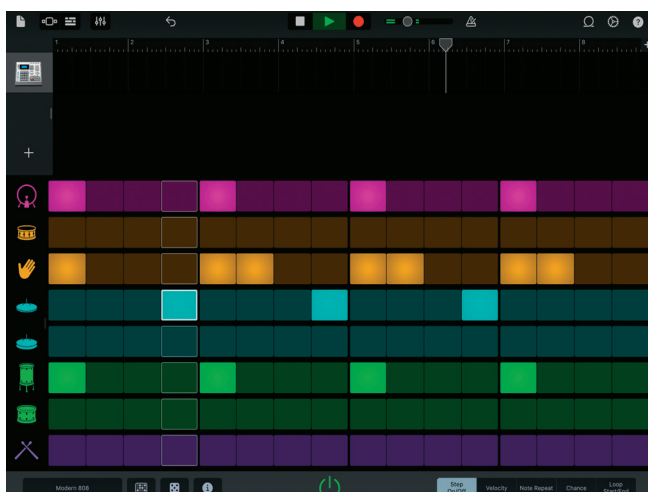 1 2 3 4 5 6 7 8
Modern 808
Step
On/Off
Velocity
Note Repeat
Chance
Loop
Start/End